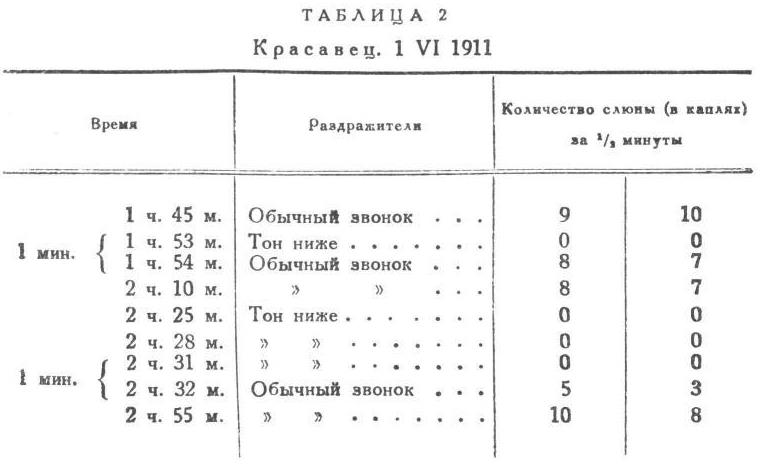 ТАБЛИЦА 2
Красавец. 1 VI 1911
Время Раздражители Количество слюны (в каплях) за 1/2 минуты
1 ч. 45 м. Обычный звонок . . . 9 10
1 мин. { 1 ч. 53 м. Тон ниже . . . . . . . 0 0
1 ч. 54 м. Обычный звонок . . . 8 7
2 ч. 10 м. » » . . . 8 7
2 ч. 25 м. Тон ниже . . . . . . . 0 0
2 ч. 28 м. » » . . . . . . . 0 0
1 мин. { 2 ч. 31 м. » » . . . . . . . 0 0
2 ч. 32 м. Обычный звонок . . . 5 3
2 ч. 55 м. » » . . . . . . . 10 8